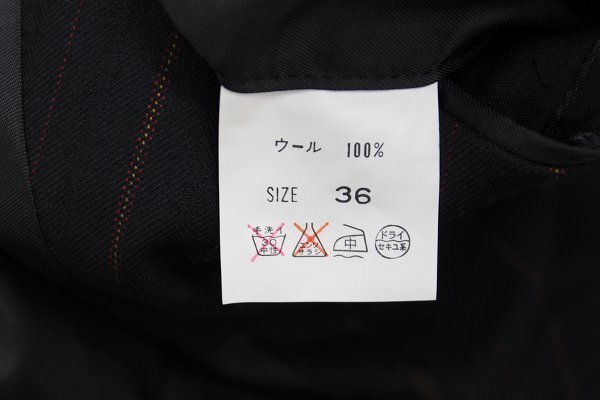 ウール 100%
SIZE 36
手洗イ エンソ 中 ドライ
30 サラシ セキユ系
中性